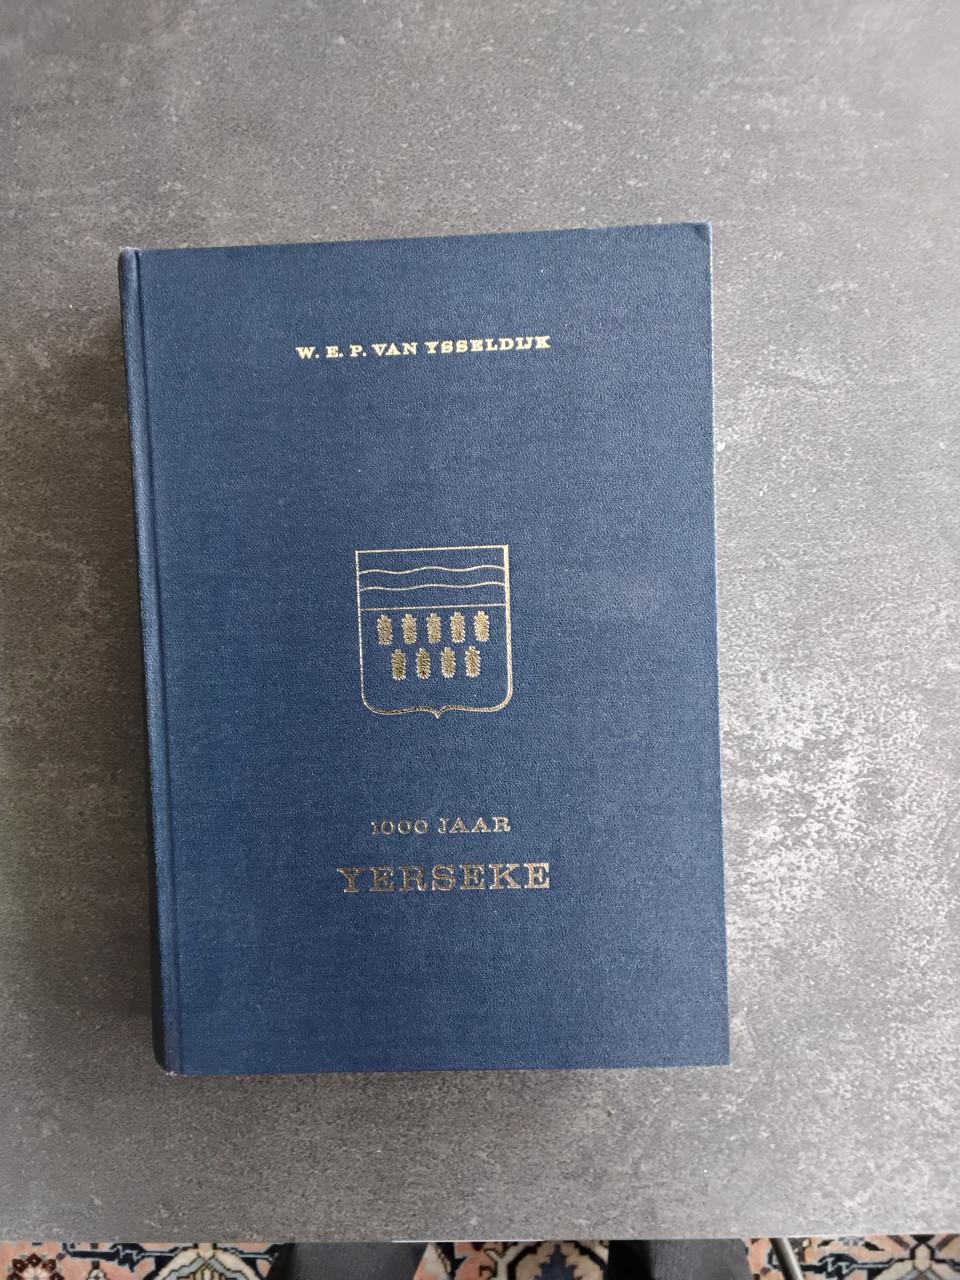 W. E. P. VAN YSSELDIJK
1000 JAAR
YERSEKE